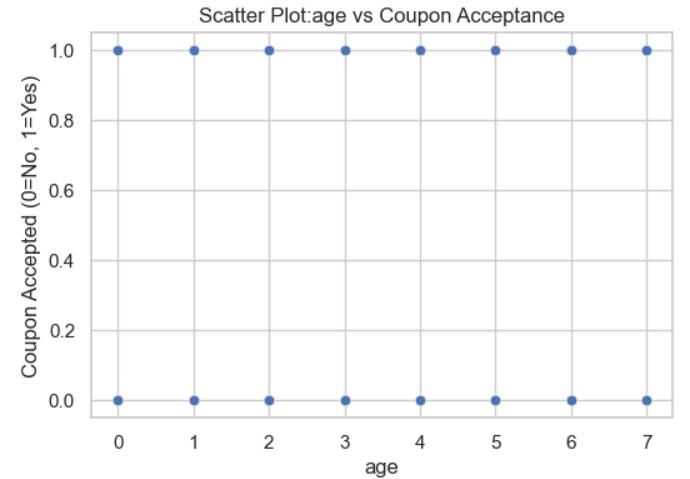 Scatter Plot:age vs Coupon Acceptance
Coupon Accepted (0=No, 1=Yes)
1.0
0.8
0.6
0.4
0.2
0.0
0 1 2 3 4 5 6 7
age